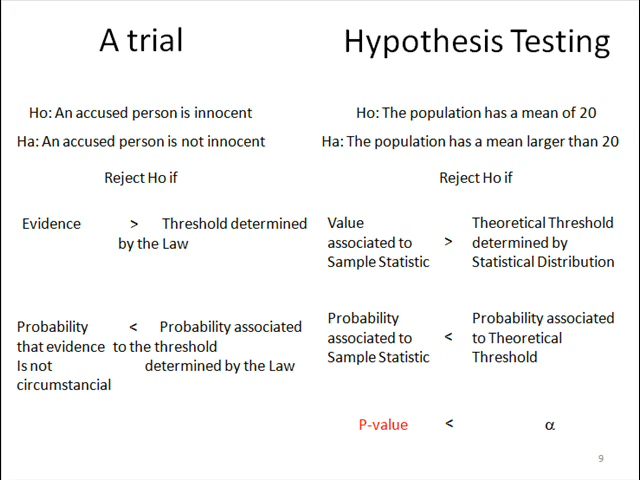 A trial
Ho: An accused person is innocent
Ha: An accused person is not innocent
Reject Ho if
Evidence > Threshold determined
by the Law
Probability < Probability associated
that evidence to the threshold
Is not determined by the Law
circumstancial
Hypothesis Testing
Ho: The population has a mean of 20
Ha: The population has a mean larger than 20
Reject Ho if
Value Theoretical Threshold
associated to > determined by
Sample Statistic Statistical Distribution
Probability Probability associated
associated to < to Theoretical
Sample Statistic Threshold
P-value < α
9